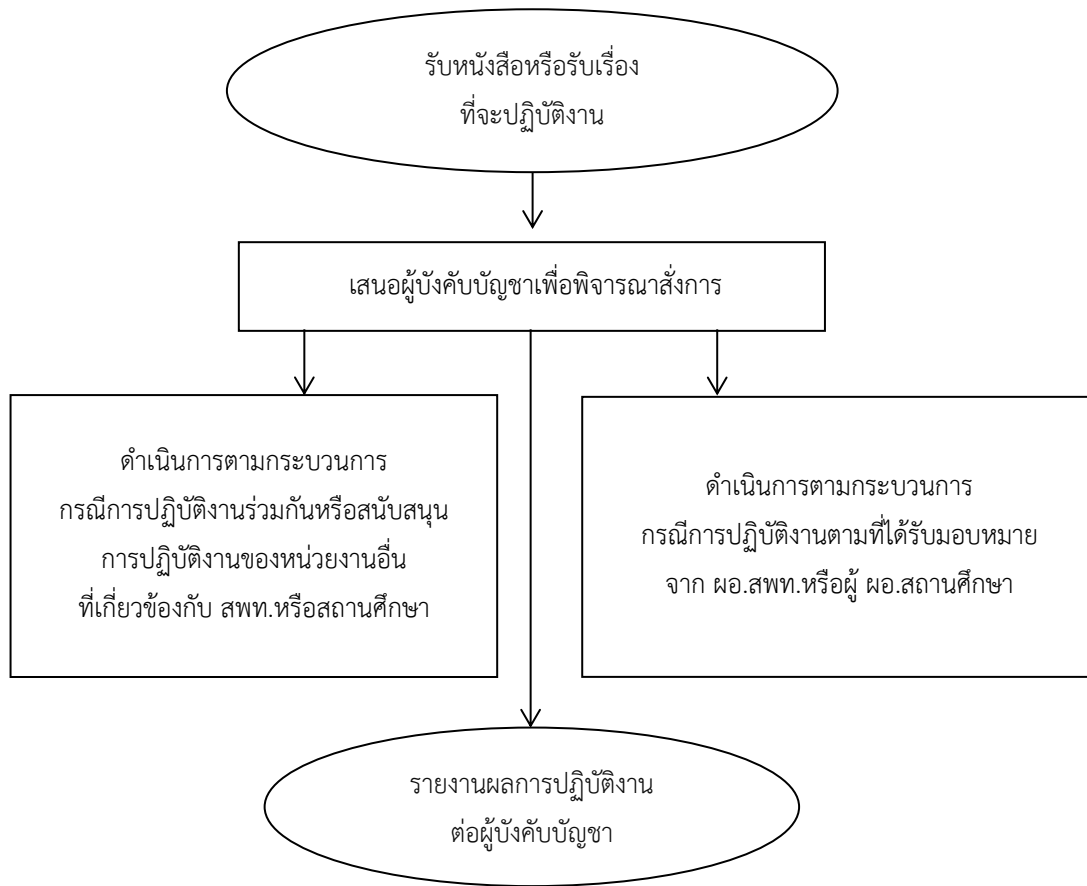 รับหนังสือหรือรับเรื่อง
ที่จะปฏิบัติงาน
เสนอผู้บังคับบัญชาเพื่อพิจารณาสั่งการ
ดำเนินการตามกระบวนการ
กรณีการปฏิบัติงานร่วมกันหรือสนับสนุน
การปฏิบัติงานของหน่วยงานอื่น
ที่เกี่ยวข้องกับ สพท.หรือสถานศึกษา
ดำเนินการตามกระบวนการ
กรณีการปฏิบัติงานตามที่ได้รับมอบหมาย
จาก ผอ.สพท.หรือผู้ ผอ.สถานศึกษา
รายงานผลการปฏิบัติงาน
ต่อผู้บังคับบัญชา